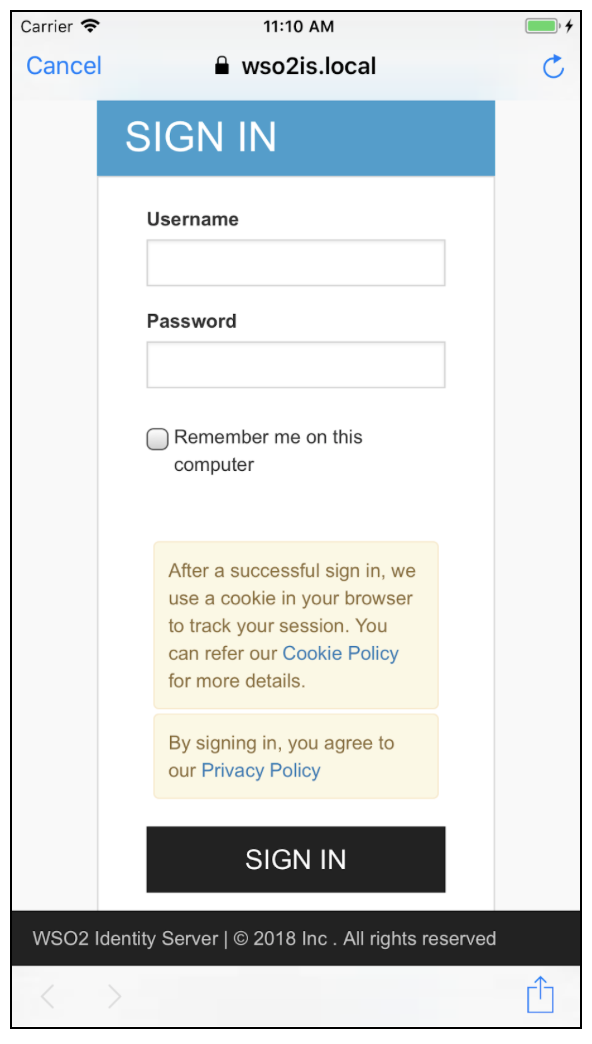 Carrier 11:10 AM
Cancel wso2is.local
SIGN IN
Username
Password
Remember me on this
computer
After a successful sign in, we
use a cookie in your browser
to track your session. You
can refer our Cookie Policy
for more details.
By signing in, you agree to
our Privacy Policy
SIGN IN
WSO2 Identity Server | © 2018 Inc . All rights reserved